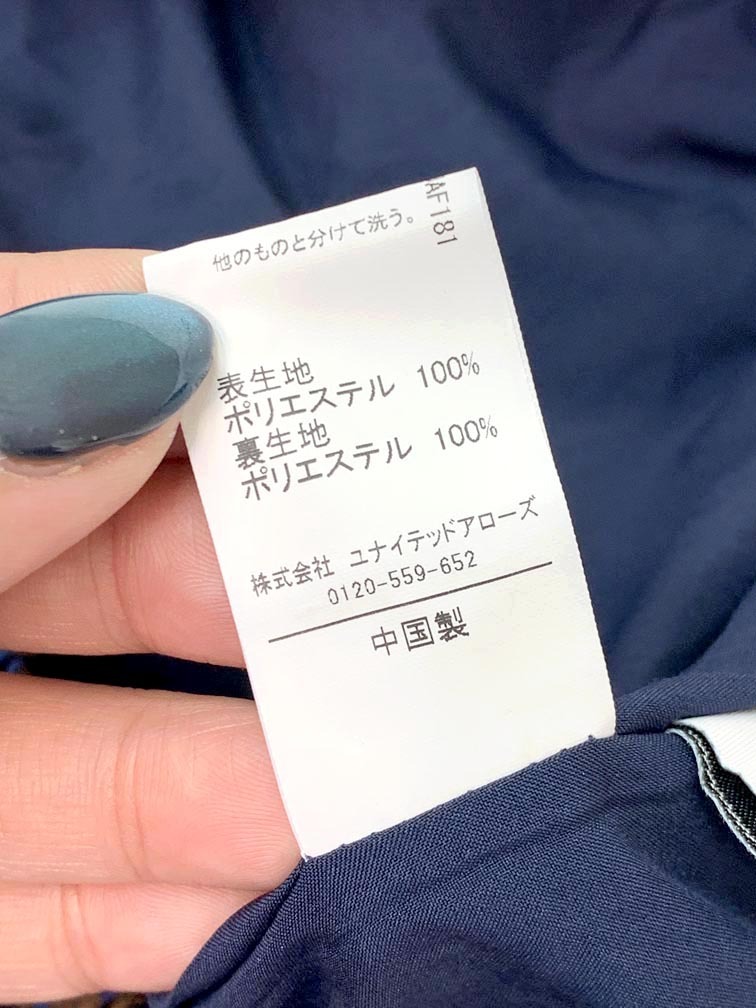 AF181
他のものと分けて洗う。
表生地
ポリエステル 100%
裏生地
ポリエステル 100%
株式会社 ユナイテッドアローズ
0120-559-652
中国製